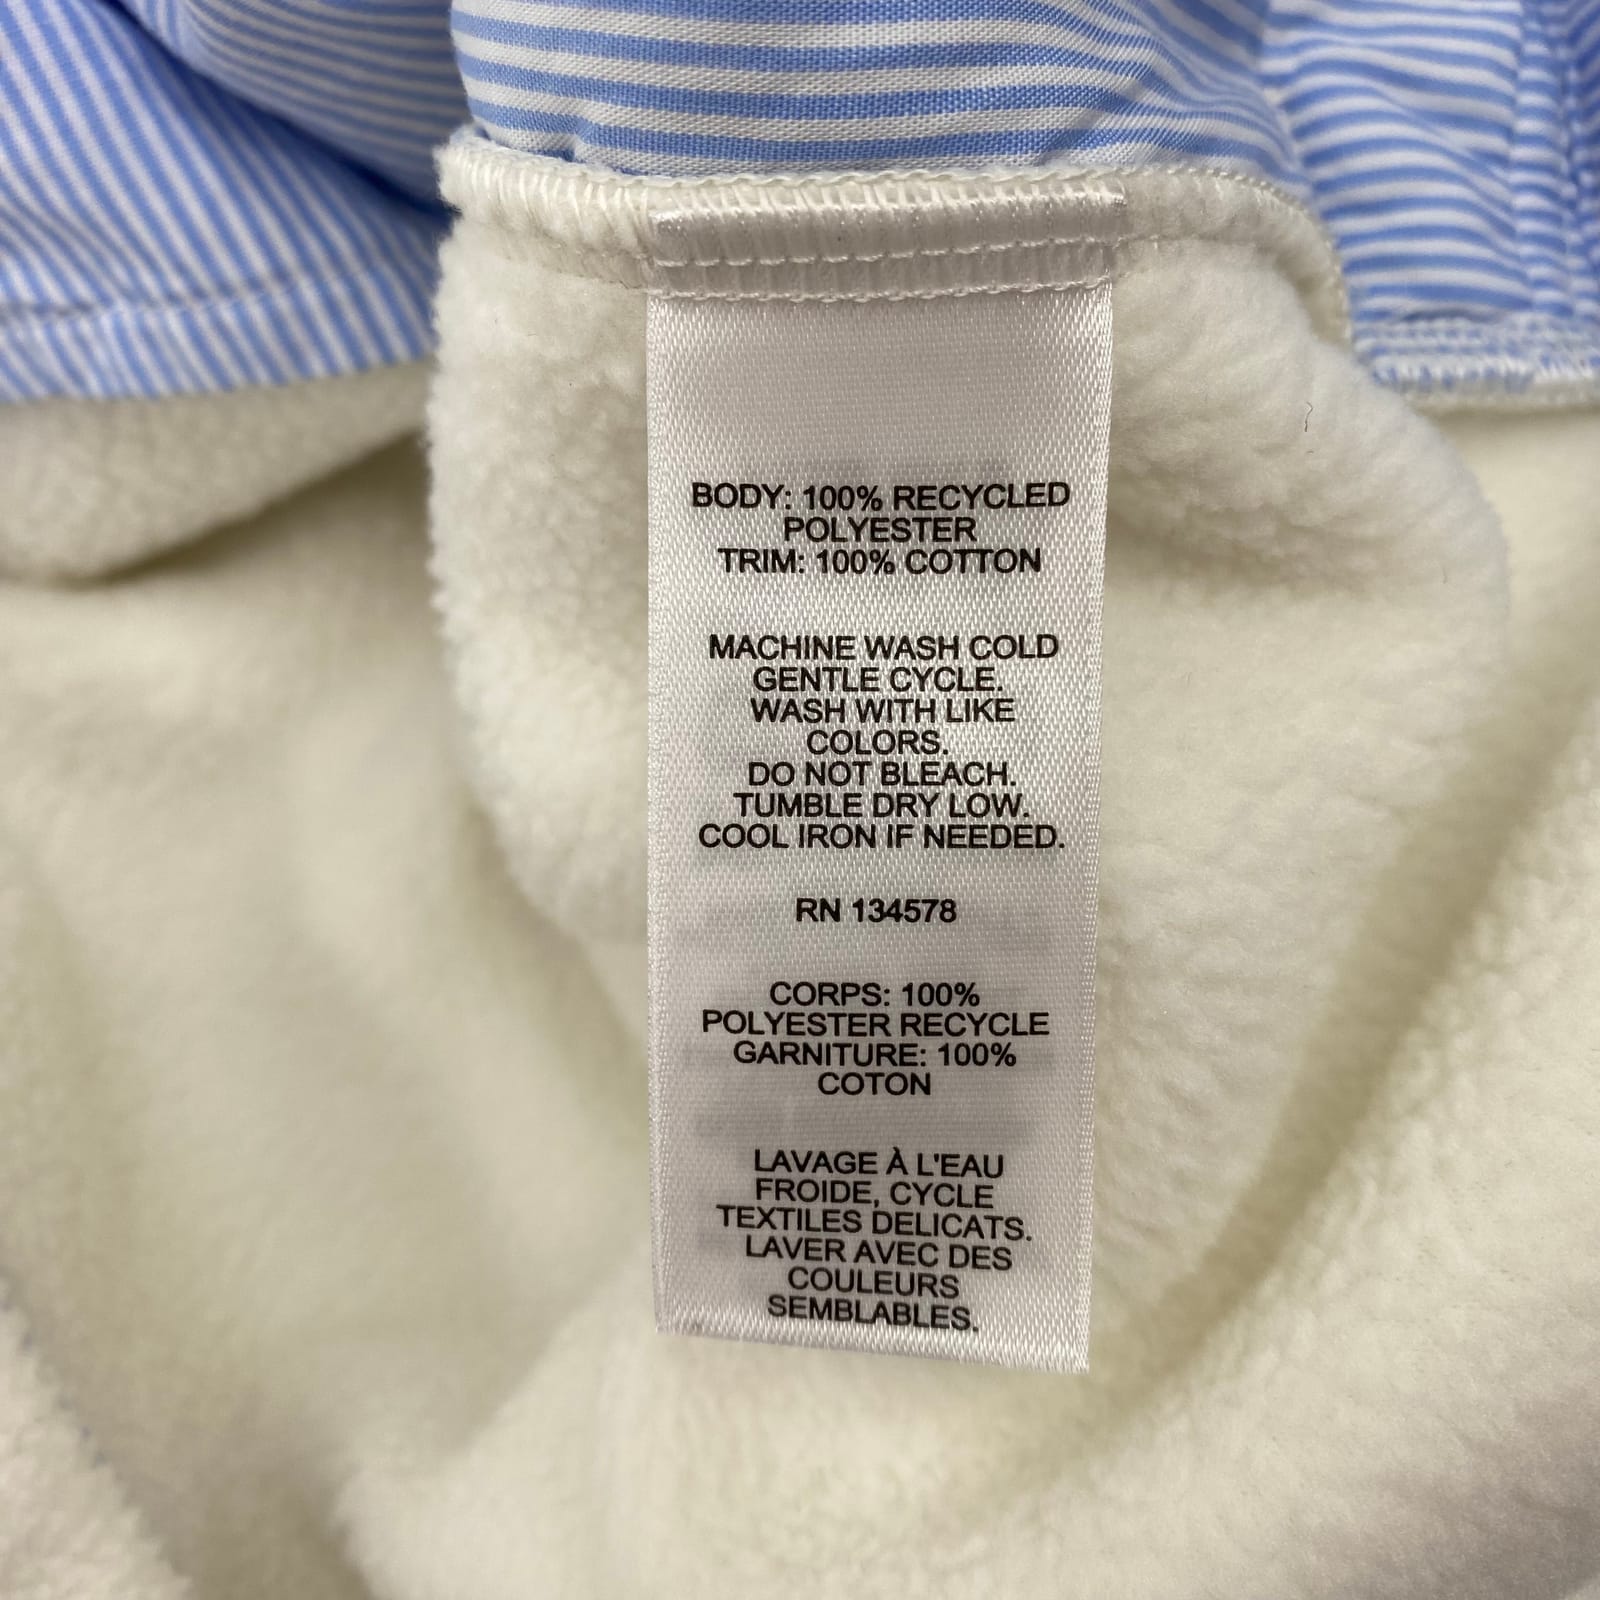 BODY: 100% RECYCLED
POLYESTER
TRIM: 100% COTTON
MACHINE WASH COLD
GENTLE CYCLE.
WASH WITH LIKE
COLORS.
DO NOT BLEACH.
TUMBLE DRY LOW.
COOL IRON IF NEEDED.
RN 134578
CORPS: 100%
POLYESTER RECYCLE
GARNITURE: 100%
COTON
LAVAGE À L'EAU
FROIDE, CYCLE
TEXTILES DELICATS.
LAVER AVEC DES
COULEURS
SEMBLABLES.